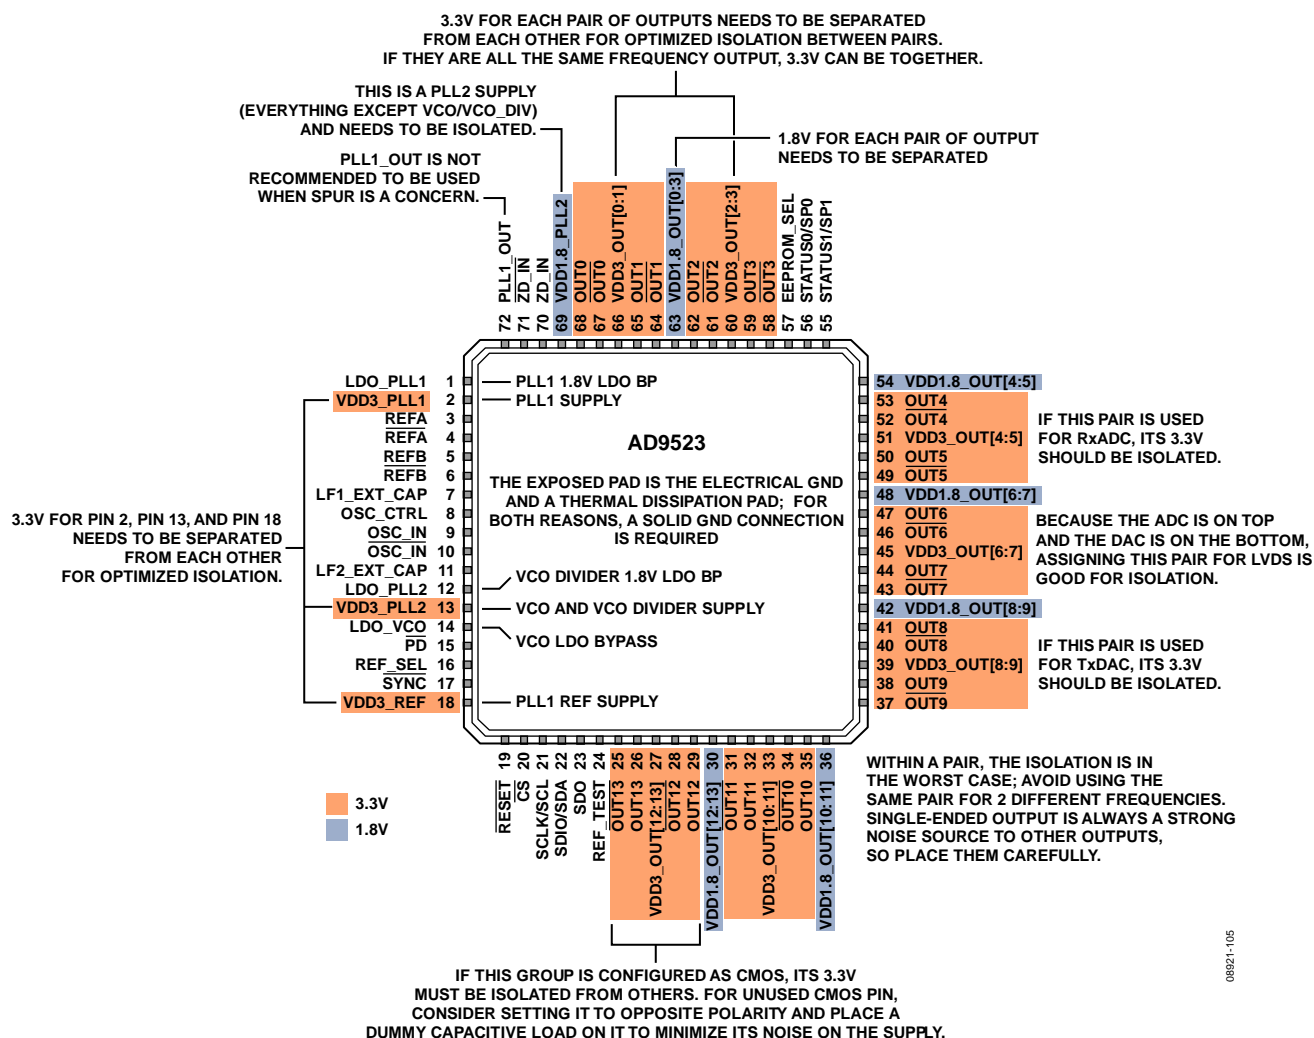 3.3V FOR EACH PAIR OF OUTPUTS NEEDS TO BE SEPARATED
FROM EACH OTHER FOR OPTIMIZED ISOLATION BETWEEN PAIRS.
IF THEY ARE ALL THE SAME FREQUENCY OUTPUT, 3.3V CAN BE TOGETHER.
THIS IS A PLL2 SUPPLY
(EVERYTHING EXCEPT VCO/VCO_DIV)
AND NEEDS TO BE ISOLATED.
1.8V FOR EACH PAIR OF OUTPUT
NEEDS TO BE SEPARATED
PLL1_OUT IS NOT
RECOMMENDED TO BE USED
WHEN SPUR IS A CONCERN.
72 PLL1_OUT
71 ZD_IN
70 ZD_IN
69 VDD1.8_PLL2
68 OUT0
67 OUT0
66 VDD3_OUT[0:1]
65 OUT1
64 OUT1
63 VDD1.8_OUT[0:3]
62 OUT2
61 OUT2
60 VDD3_OUT[2:3]
59 OUT3
58 OUT3
57 EEPROM_SEL
56 STATUS0/SP0
55 STATUS1/SP1
LDO_PLL1 1
VDD3_PLL1 2
REFA 3
REFA 4
REFB 5
REFB 6
LF1_EXT_CAP 7
OSC_CTRL 8
OSC_IN 9
OSC_IN 10
LF2_EXT_CAP 11
LDO_PLL2 12
VDD3_PLL2 13
LDO_VCO 14
PD 15
REF_SEL 16
SYNC 17
VDD3_REF 18
3.3V FOR PIN 2, PIN 13, AND PIN 18
NEEDS TO BE SEPARATED
FROM EACH OTHER
FOR OPTIMIZED ISOLATION.
PLL1 1.8V LDO BP
PLL1 SUPPLY
AD9523
THE EXPOSED PAD IS THE ELECTRICAL GND
AND A THERMAL DISSIPATION PAD; FOR
BOTH REASONS, A SOLID GND CONNECTION
IS REQUIRED
VCO DIVIDER 1.8V LDO BP
VCO AND VCO DIVIDER SUPPLY
VCO LDO BYPASS
PLL1 REF SUPPLY
54 VDD1.8_OUT[4:5]
53 OUT4
52 OUT4
51 VDD3_OUT[4:5]
50 OUT5
49 OUT5
48 VDD1.8_OUT[6:7]
47 OUT6
46 OUT6
45 VDD3_OUT[6:7]
44 OUT7
43 OUT7
42 VDD1.8_OUT[8:9]
41 OUT8
40 OUT8
39 VDD3_OUT[8:9]
38 OUT9
37 OUT9
IF THIS PAIR IS USED
FOR RxADC, ITS 3.3V
SHOULD BE ISOLATED.
BECAUSE THE ADC IS ON TOP
AND THE DAC IS ON THE BOTTOM,
ASSIGNING THIS PAIR FOR LVDS IS
GOOD FOR ISOLATION.
IF THIS PAIR IS USED
FOR TxDAC, ITS 3.3V
SHOULD BE ISOLATED.
RESET 19
CS 20
SCLK/SCL 21
SDIO/SDA 22
SDO 23
REF_TEST 24
OUT13 25
OUT13 26
VDD3_OUT[12:13] 27
OUT12 28
OUT12 29
VDD1.8_OUT[12:13] 30
OUT11 31
OUT11 32
VDD3_OUT[10:11] 33
OUT10 34
OUT10 35
VDD1.8_OUT[10:11] 36
3.3V
1.8V
WITHIN A PAIR, THE ISOLATION IS IN
THE WORST CASE; AVOID USING THE
SAME PAIR FOR 2 DIFFERENT FREQUENCIES.
SINGLE-ENDED OUTPUT IS ALWAYS A STRONG
NOISE SOURCE TO OTHER OUTPUTS,
SO PLACE THEM CAREFULLY.
IF THIS GROUP IS CONFIGURED AS CMOS, ITS 3.3V
MUST BE ISOLATED FROM OTHERS. FOR UNUSED CMOS PIN,
CONSIDER SETTING IT TO OPPOSITE POLARITY AND PLACE A
DUMMY CAPACITIVE LOAD ON IT TO MINIMIZE ITS NOISE ON THE SUPPLY.
08921-105